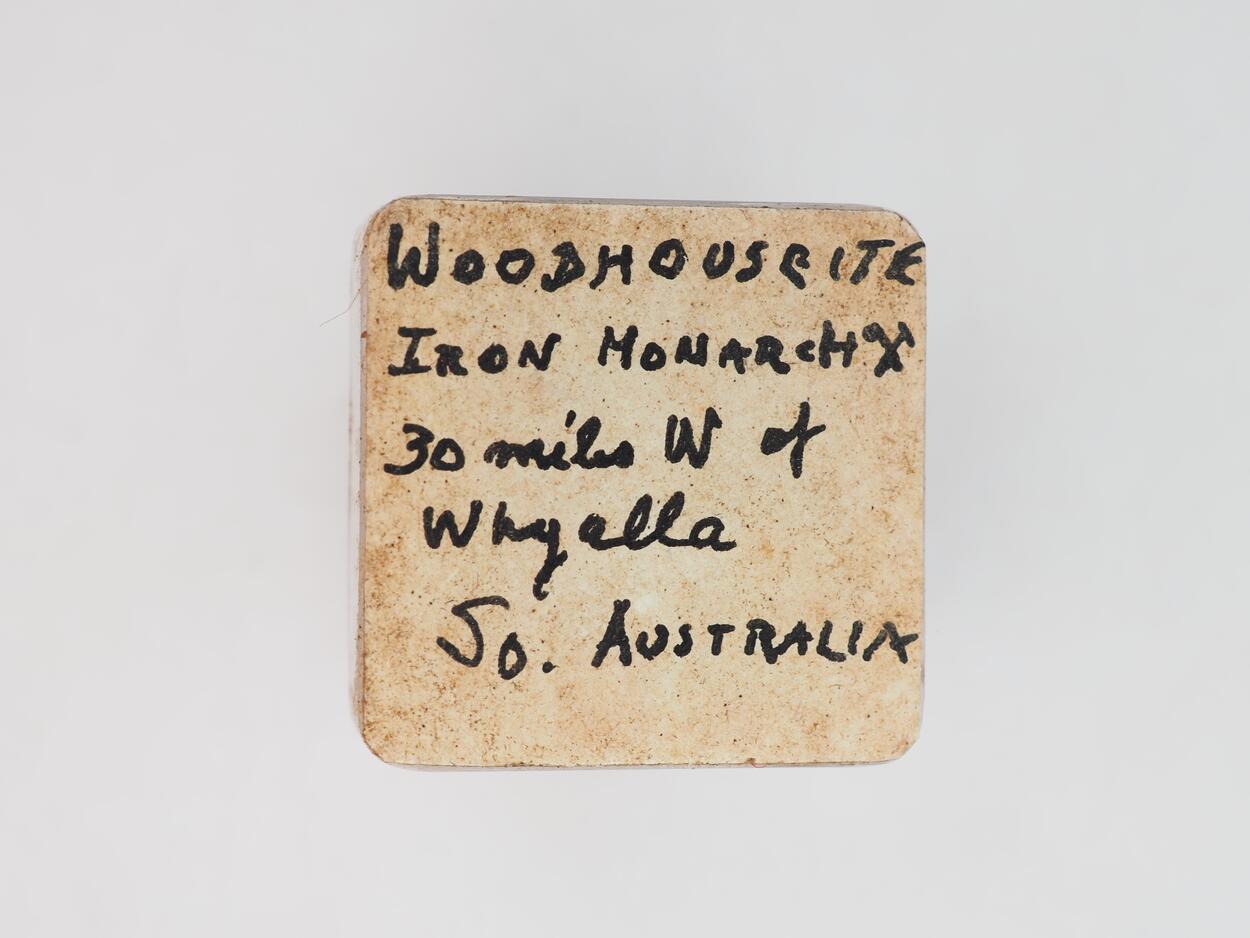 WOODHOUSEITE
IRON MONARCH
30 miles W of
Whyalla
So. AUSTRALIA